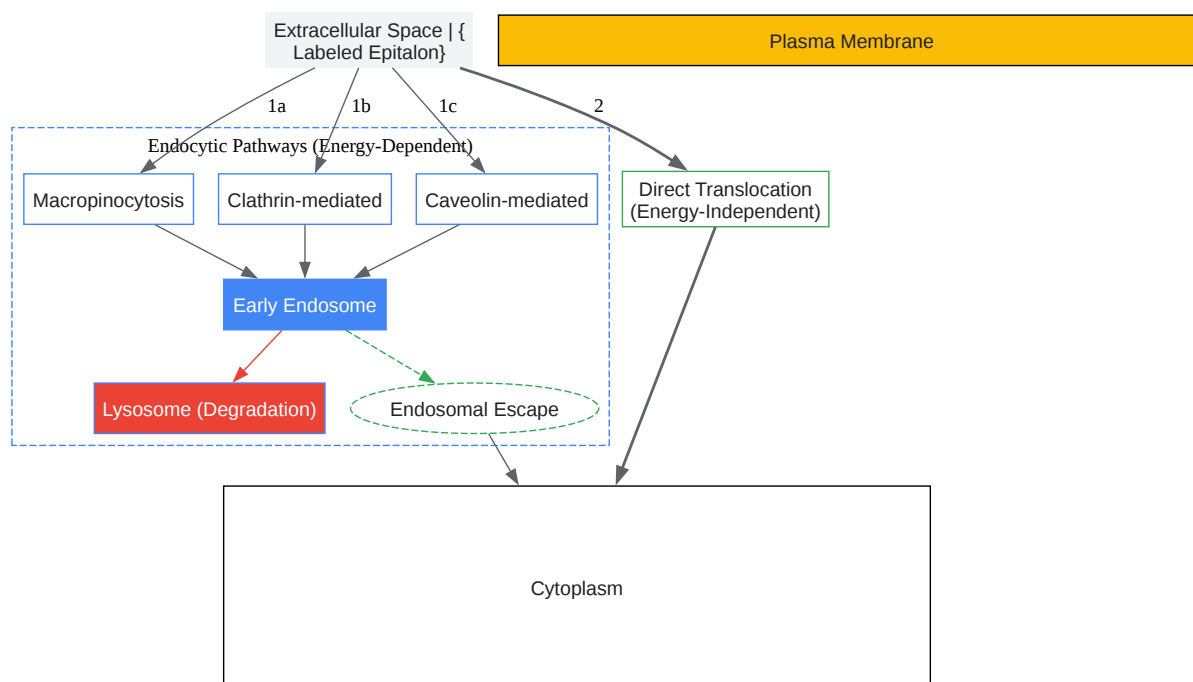 Extracellular Space | {
Labeled Epitalon}
Plasma Membrane
1a
1b
1c
2
Endocytic Pathways (Energy-Dependent)
Macropinocytosis
Clathrin-mediated
Caveolin-mediated
Direct Translocation
(Energy-Independent)
Early Endosome
Lysosome (Degradation)
Endosomal Escape
Cytoplasm